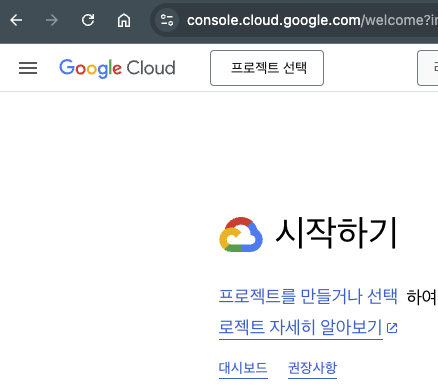 console.cloud.google.com/welcome?i
Google Cloud
프로젝트 선택
시작하기
프로젝트를 만들거나 선택 하여
로젝트 자세히 알아보기
대시보드 권장사항